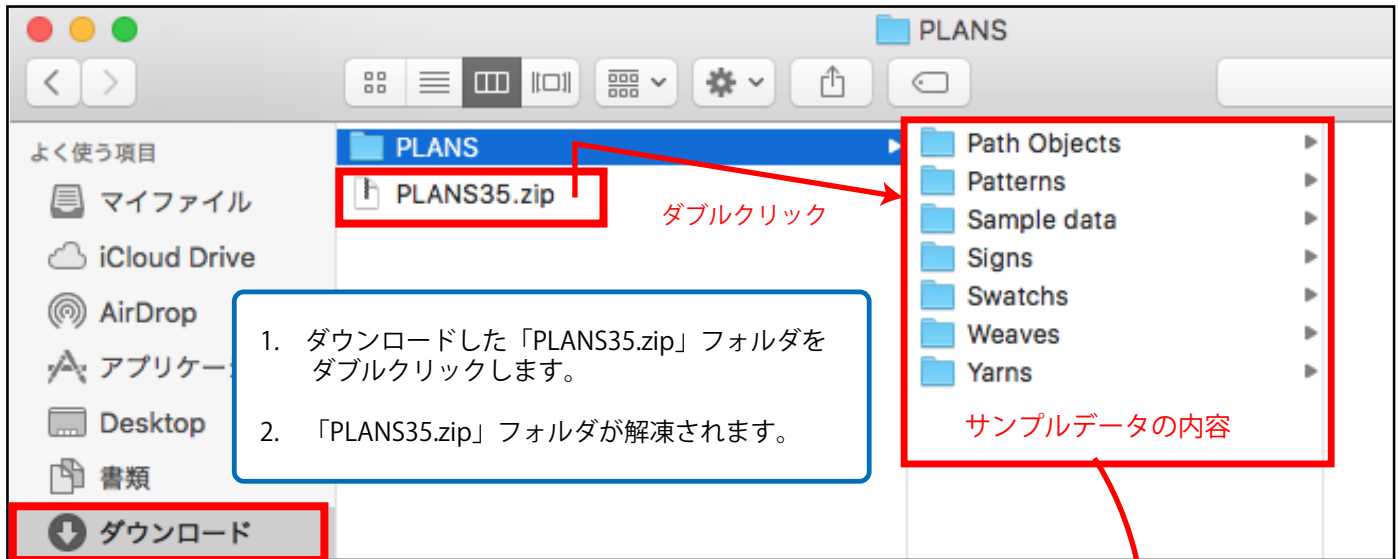 PLANS
よく使う項目
マイファイル
iCloud Drive
AirDrop
アプリケー
Desktop
書類
ダウンロード
PLANS
PLANS35.zip
ダブルクリック
1. ダウンロードした「PLANS35.zip」フォルダを
ダブルクリックします。
2. 「PLANS35.zip」フォルダが解凍されます。
Path Objects
Patterns
Sample data
Signs
Swatchs
Weaves
Yarns
サンプルデータの内容